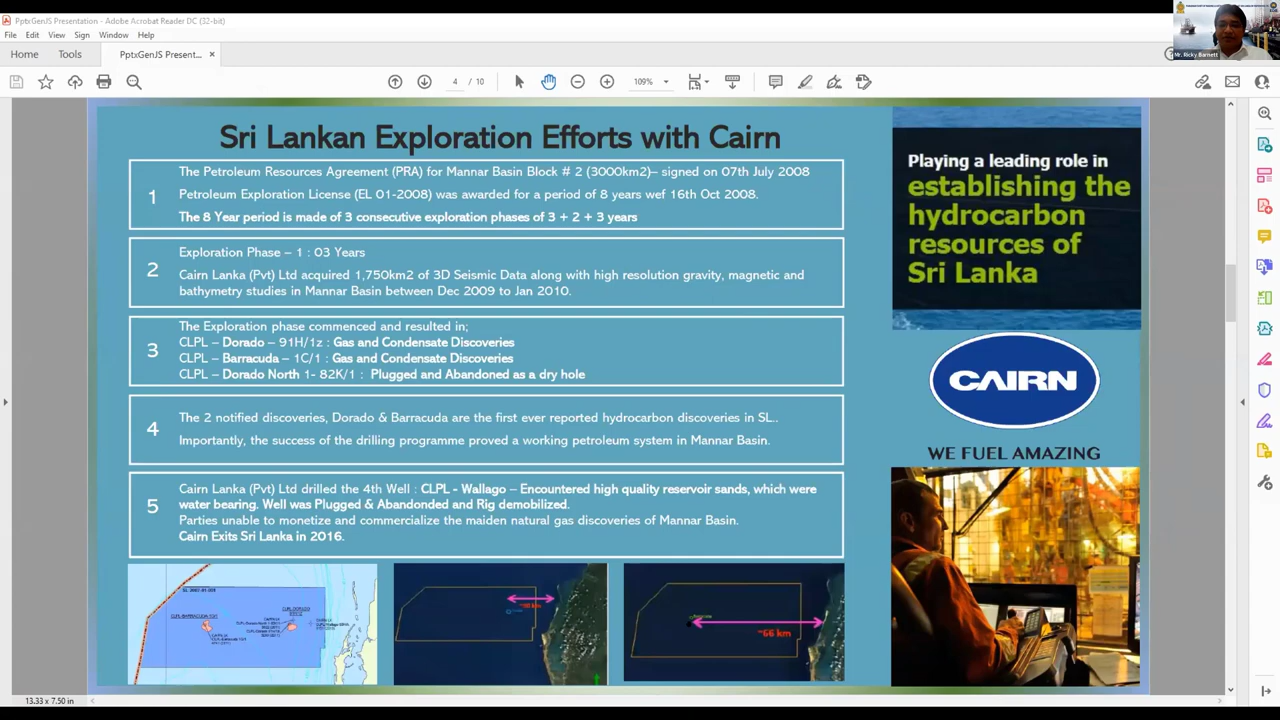 PptxGenJS Presentation - Adobe Acrobat Reader DC (32-bit)
File Edit View Sign Window Help
Home Tools PptxGenJS Present... ×
4 / 10 109%
Mr. Ricky Barnett
Sri Lankan Exploration Efforts with Cairn
1
The Petroleum Resources Agreement (PRA) for Mannar Basin Block # 2 (3000km2)– signed on 07th July 2008
Petroleum Exploration License (EL 01-2008) was awarded for a period of 8 years wef 16th Oct 2008.
The 8 Year period is made of 3 consecutive exploration phases of 3 + 2 + 3 years
2
Exploration Phase – 1 : 03 Years
Cairn Lanka (Pvt) Ltd acquired 1,750km2 of 3D Seismic Data along with high resolution gravity, magnetic and
bathymetry studies in Mannar Basin between Dec 2009 to Jan 2010.
3
The Exploration phase commenced and resulted in;
CLPL – Dorado – 91H/1z : Gas and Condensate Discoveries
CLPL – Barracuda – 1C/1 : Gas and Condensate Discoveries
CLPL – Dorado North 1- 82K/1 : Plugged and Abandoned as a dry hole
4
The 2 notified discoveries, Dorado & Barracuda are the first ever reported hydrocarbon discoveries in SL..
Importantly, the success of the drilling programme proved a working petroleum system in Mannar Basin.
5
Cairn Lanka (Pvt) Ltd drilled the 4th Well : CLPL - Wallago – Encountered high quality reservoir sands, which were
water bearing. Well was Plugged & Abandonded and Rig demobilized.
Parties unable to monetize and commercialize the maiden natural gas discoveries of Mannar Basin.
Cairn Exits Sri Lanka in 2016.
Playing a leading role in
establishing the
hydrocarbon
resources of
Sri Lanka
CAIRN
WE FUEL AMAZING
~66 km
13.33 x 7.50 in